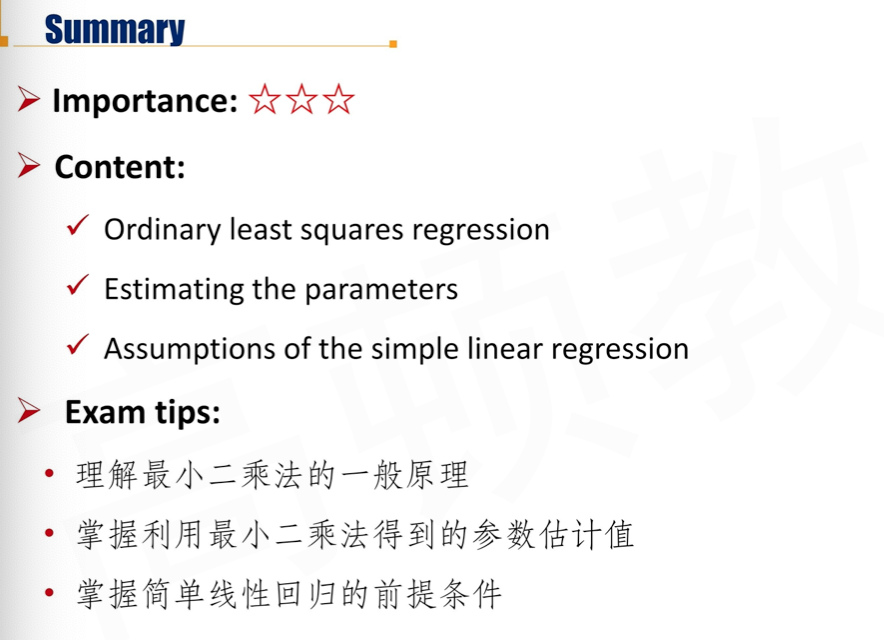 Summary
Importance: ☆☆☆
Content:
Ordinary least squares regression
Estimating the parameters
Assumptions of the simple linear regression
Exam tips:
理解最小二乘法的一般原理
掌握利用最小二乘法得到的参数估计值
掌握简单线性回归的前提条件
高顿教